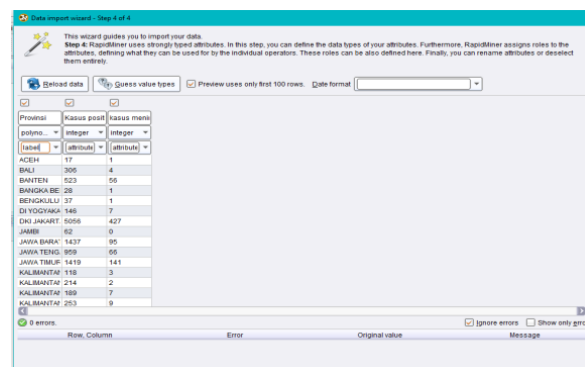 Data import wizard - Step 4 of 4
This wizard guides you to import your data.
Step 4: RapidMiner uses strongly typed attributes. In this step, you can define the data types of your attributes. Furthermore, RapidMiner assigns roles to the
attributes, defining what they can be used for by the individual operators. These roles can be also defined here. Finally, you can rename attributes or deselect
them entirely.
Reload data Guess value types Preview uses only first 100 rows. Date format
Provinsi Kasus posit kasus meni
polyno... integer integer
label attribute attribute
ACEH 17 1
BALI 306 4
BANTEN 523 56
BANGKA BE 28 1
BENGKULU 37 1
DI YOGYAKA 146 7
DKI JAKART. 5056 427
JAMBI 62 0
JAWA BARA 1437 95
JAWA TENG. 959 66
JAWA TIMUR 1419 141
KALIMANTAN 118 3
KALIMANTAN 214 2
KALIMANTAN 169 7
KALIMANTAN 253 9
0 errors. Ignore errors Show only erro
Row, Column Error Original value Message